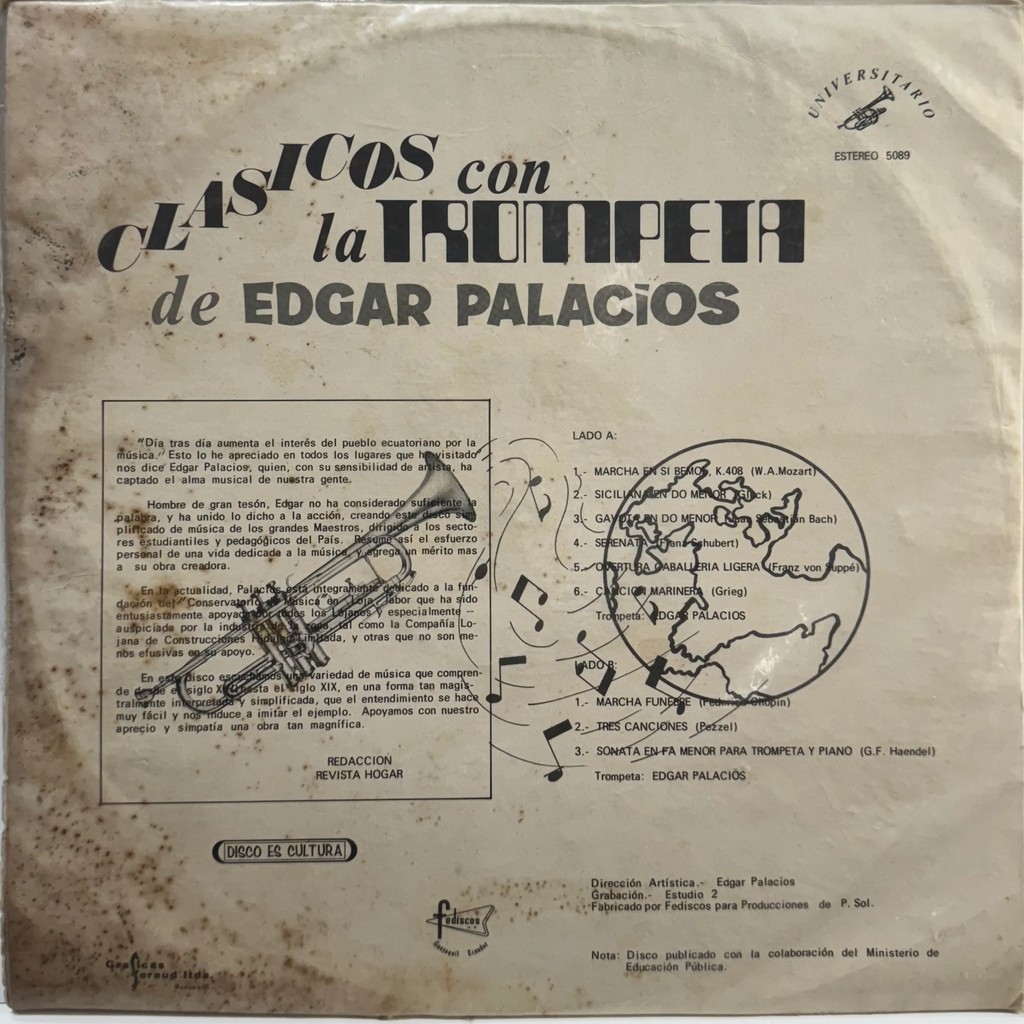 UNIVERSITARIO
ESTEREO 5089
CLASICOS con
la TROMPETA
de EDGAR PALACIOS
"Día tras día aumenta el interés del pueblo ecuatoriano por la
música." Esto lo he apreciado en todos los lugares que he visitado"
nos dice Edgar Palacios, quien, con su sensibilidad de artista, ha
captado el alma musical de nuestra gente.
Hombre de gran tesón, Edgar no ha considerado suficiente la
palabra, y ha unido lo dicho a la acción, creando este disco sim
plificado de música de los grandes Maestros, dirigido a los secto-
res estudiantiles y pedagógicos del País. Resume así el esfuerzo
personal de una vida dedicada a la música, y agrega un mérito mas
a su obra creadora.
En la actualidad, Palacios está íntegramente dedicado a la fun-
dación del "Conservatorio de Música en Loja, labor que ha sido
entusiastamente apoyada por todos los Lojanos y especialmente --
auspiciada por la industria de la zona, tal como la Compañía Lo-
jana de Construcciones Hidalgo Limitada, y otras que no son me-
nos efusivas en su apoyo.
En este disco escuchamos una variedad de música que compren-
de desde el siglo hasta el siglo XIX, en una forma tan magis-
tralmente interpretada y simplificada, que el entendimiento se hace
muy fácil y nos induce a imitar el ejemplo. Apoyamos con nuestro
aprecio y simpatía una obra tan magnífica.
REDACCION
REVISTA HOGAR
LADO A:
1.- MARCHA EN SI BEMOL, K.408 (W.A.Mozart)
2.- SICILIANA EN DO MENOR (Gluck)
3.- GAVOTA EN DO MENOR (Juan Sebastián Bach)
4.- SERENATA (Franz Schubert)
5.- OVERTURA CABALLERIA LIGERA (Franz von Suppé)
6.- CANCION MARINERA (Grieg)
Trompeta: EDGAR PALACIOS
LADO B:
1.- MARCHA FUNEBRE (Federico Chopin)
2.- TRES CANCIONES (Pezzel)
3.- SONATA EN FA MENOR PARA TROMPETA Y PIANO (G.F. Haendel)
Trompeta: EDGAR PALACIOS
DISCO ES CULTURA
fediscos
Guayaquil Ecuador
Dirección Artística.- Edgar Palacios
Grabación.- Estudio 2
Fabricado por Fediscos para Producciones de P. Sol.
Nota: Disco publicado con la colaboración del Ministerio de
Educación Pública.
Graficas
feraud ltda.